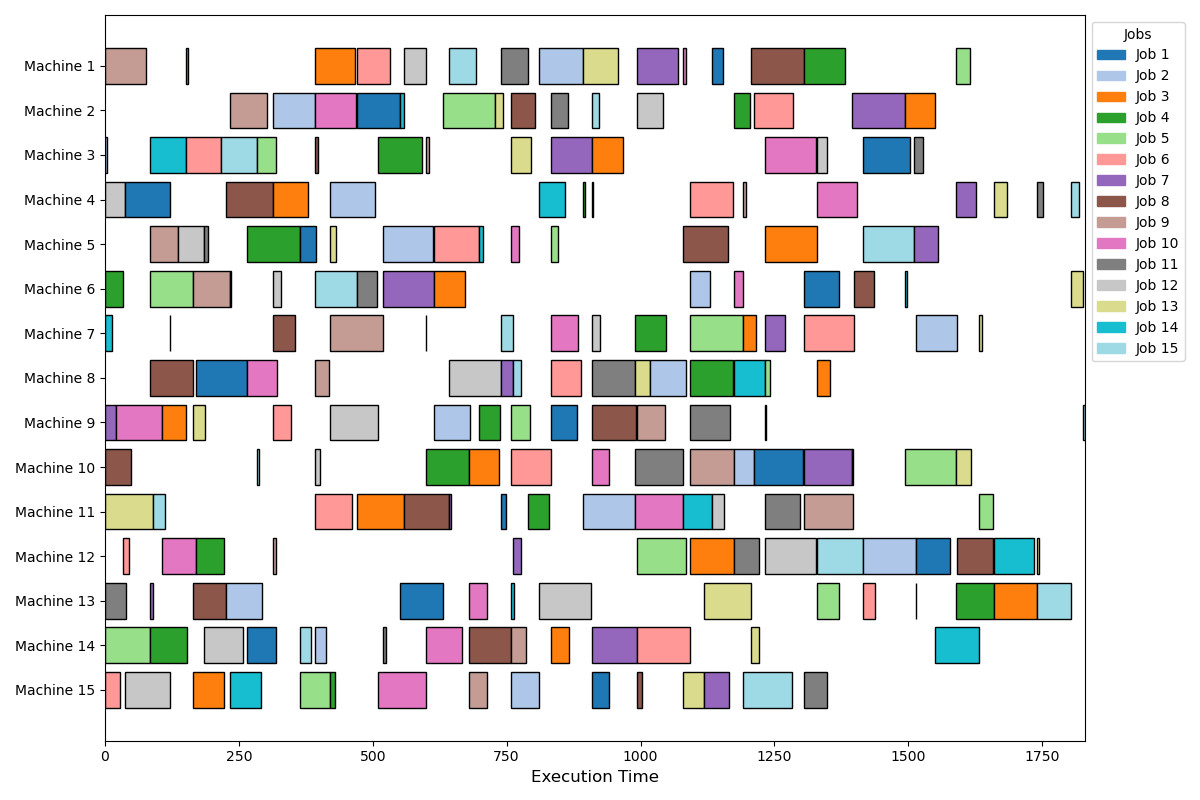 Machine 1
Machine 2
Machine 3
Machine 4
Machine 5
Machine 6
Machine 7
Machine 8
Machine 9
Machine 10
Machine 11
Machine 12
Machine 13
Machine 14
Machine 15
0 250 500 750 1000 1250 1500 1750
Execution Time
Jobs
Job 1
Job 2
Job 3
Job 4
Job 5
Job 6
Job 7
Job 8
Job 9
Job 10
Job 11
Job 12
Job 13
Job 14
Job 15